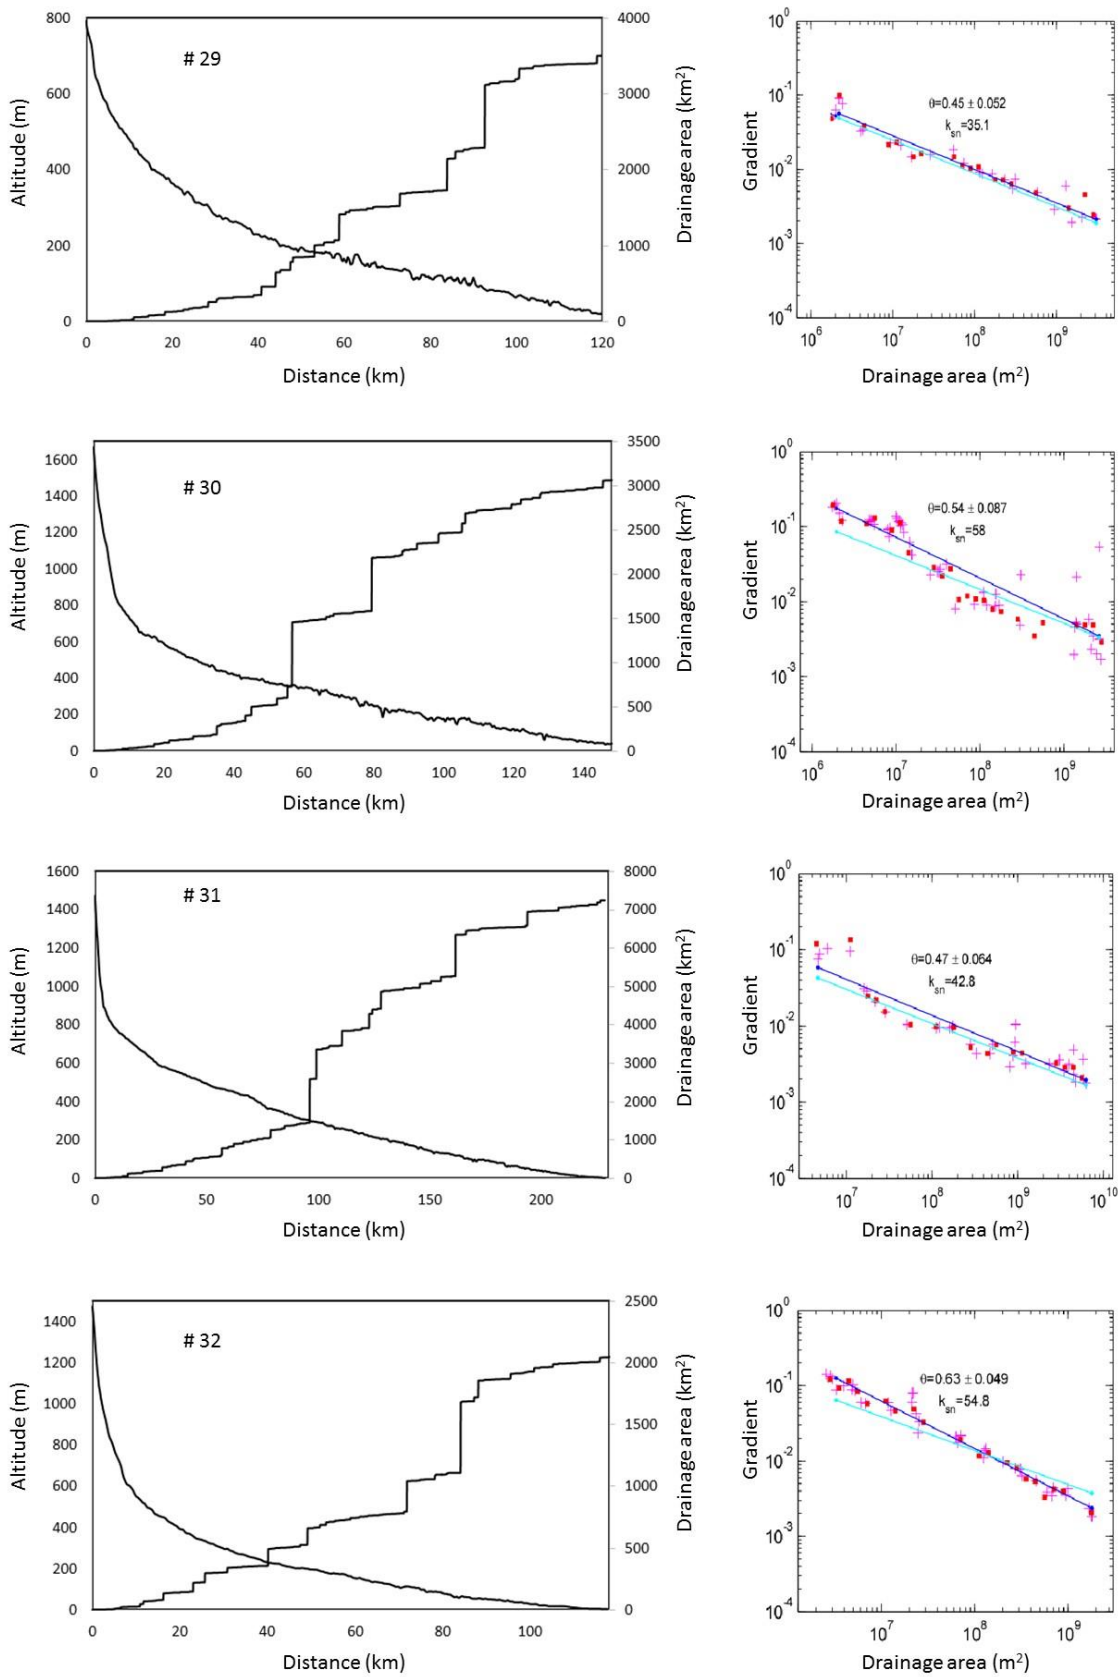 # 29
Altitude (m)
800
600
400
200
0
0 20 40 60 80 100 120
Distance (km)
4000
3000
2000
1000
0
Drainage area (km²)
Gradient
10⁰
10⁻¹
10⁻²
10⁻³
10⁻⁴
θ=0.45 ± 0.052
kₛₙ=35.1
10⁶ 10⁷ 10⁸ 10⁹
Drainage area (m²)
# 30
Altitude (m)
1600
1400
1200
1000
800
600
400
200
0
0 20 40 60 80 100 120 140
Distance (km)
3500
3000
2500
2000
1500
1000
500
0
Drainage area (km²)
Gradient
10⁰
10⁻¹
10⁻²
10⁻³
10⁻⁴
θ=0.54 ± 0.087
kₛₙ=58
10⁶ 10⁷ 10⁸ 10⁹
Drainage area (m²)
# 31
Altitude (m)
1600
1400
1200
1000
800
600
400
200
0
0 50 100 150 200
Distance (km)
8000
7000
6000
5000
4000
3000
2000
1000
0
Drainage area (km²)
Gradient
10⁰
10⁻¹
10⁻²
10⁻³
10⁻⁴
θ=0.47 ± 0.064
kₛₙ=42.8
10⁷ 10⁸ 10⁹ 10¹⁰
Drainage area (m²)
# 32
Altitude (m)
1400
1200
1000
800
600
400
200
0
0 20 40 60 80 100
Distance (km)
2500
2000
1500
1000
500
0
Drainage area (km²)
Gradient
10⁰
10⁻¹
10⁻²
10⁻³
10⁻⁴
θ=0.63 ± 0.049
kₛₙ=54.8
10⁷ 10⁸ 10⁹
Drainage area (m²)